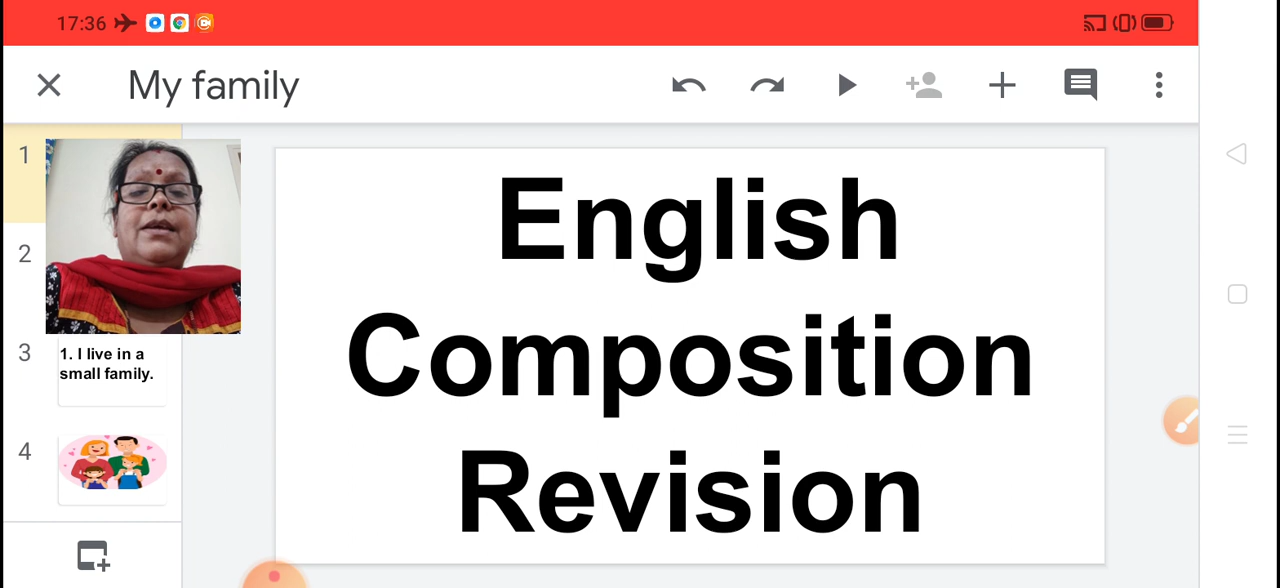 17:36
My family
1
2
3
1. I live in a
small family.
4
English
Composition
Revision